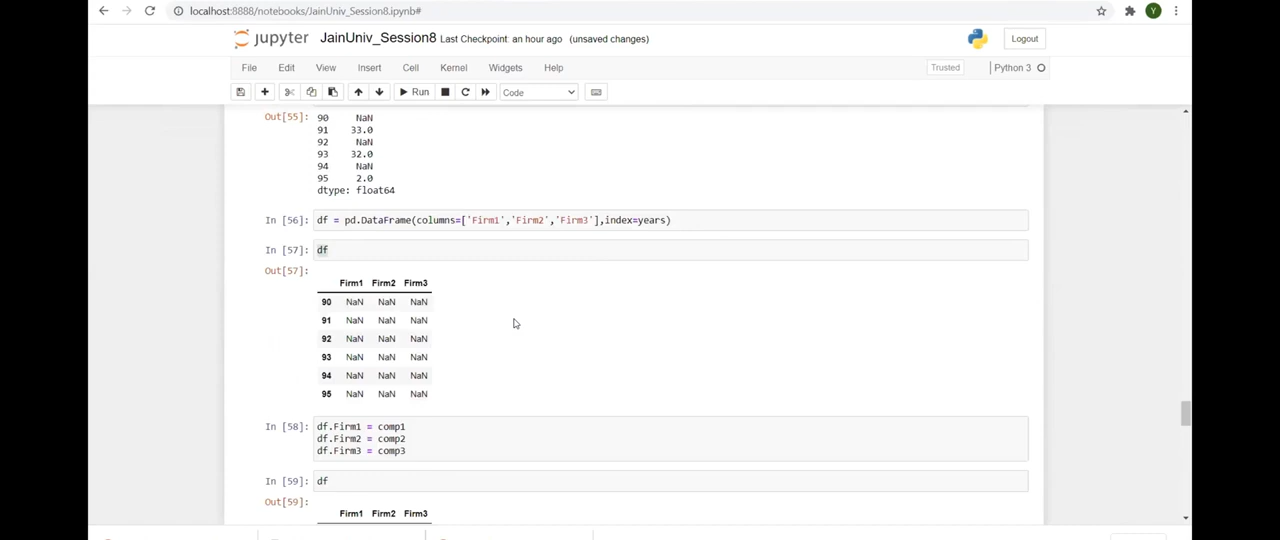 localhost:8888/notebooks/JainUniv_Session8.ipynb#
Y
jupyter JainUniv_Session8 Last Checkpoint: an hour ago (unsaved changes)
Logout
File Edit View Insert Cell Kernel Widgets Help
Trusted Python 3
Run Code
Out[55]:
90 NaN
91 33.0
92 NaN
93 32.0
94 NaN
95 2.0
dtype: float64
In [56]: df = pd.DataFrame(columns=['Firm1','Firm2','Firm3'],index=years)
In [57]: df
Out[57]:
Firm1 Firm2 Firm3
90 NaN NaN NaN
91 NaN NaN NaN
92 NaN NaN NaN
93 NaN NaN NaN
94 NaN NaN NaN
95 NaN NaN NaN
In [58]: df.Firm1 = comp1
df.Firm2 = comp2
df.Firm3 = comp3
In [59]: df
Out[59]:
Firm1 Firm2 Firm3